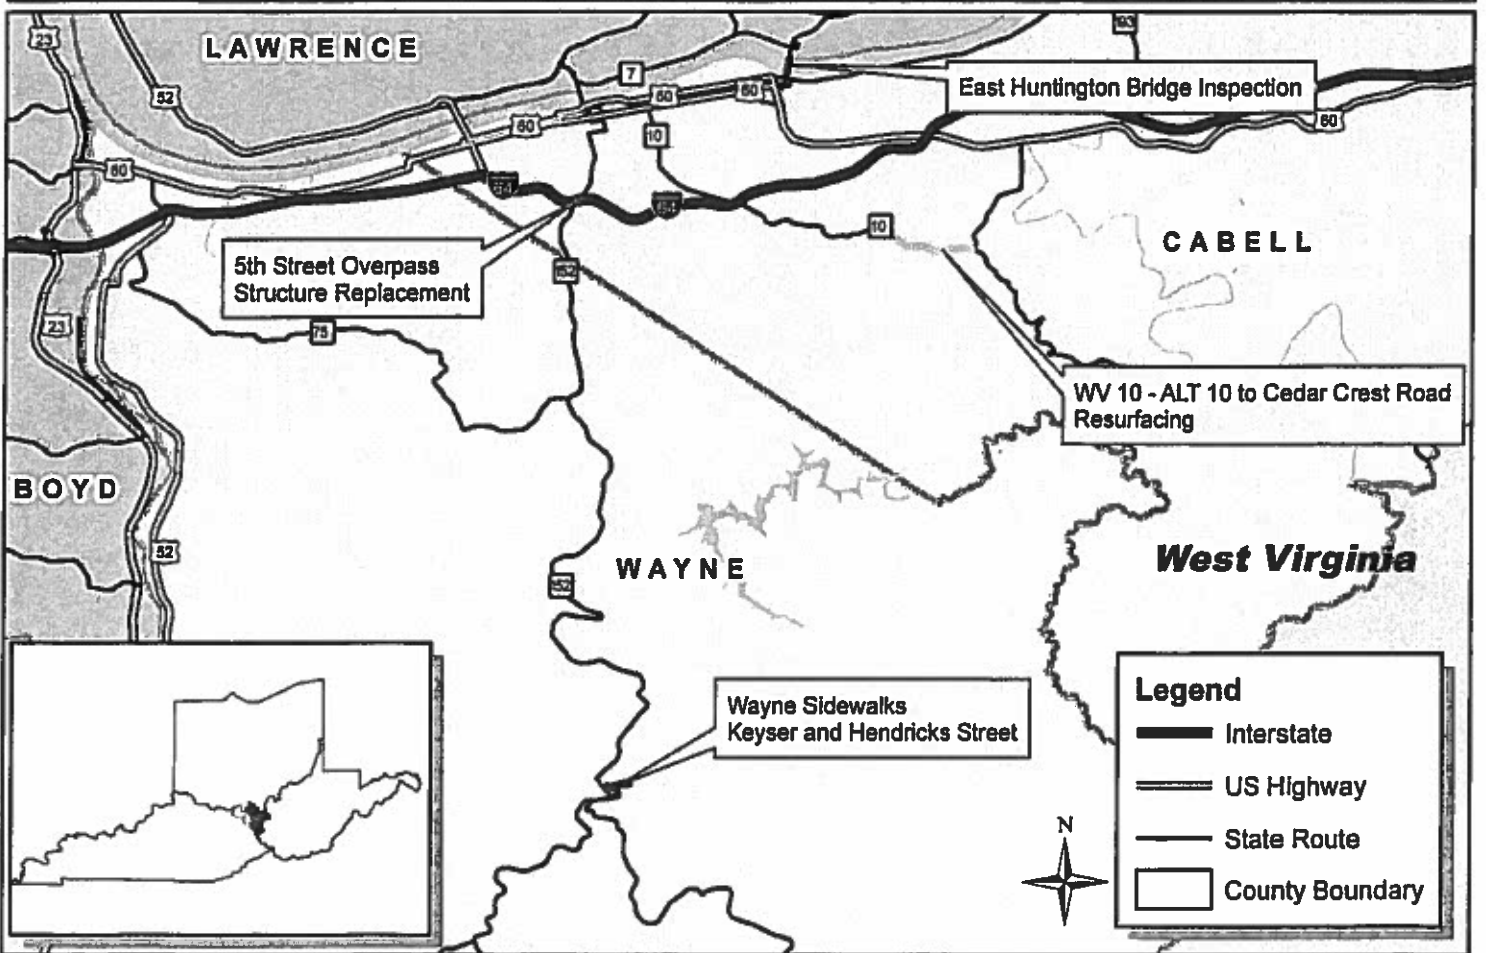 23
LAWRENCE
93
7
52
60
60
East Huntington Bridge Inspection
60
60
10
60
64
64
10
CABELL
5th Street Overpass
Structure Replacement
152
23
75
WV 10 - ALT 10 to Cedar Crest Road
Resurfacing
BOYD
52
West Virginia
WAYNE
152
Wayne Sidewalks
Keyser and Hendricks Street
Legend
Interstate
US Highway
State Route
County Boundary
N